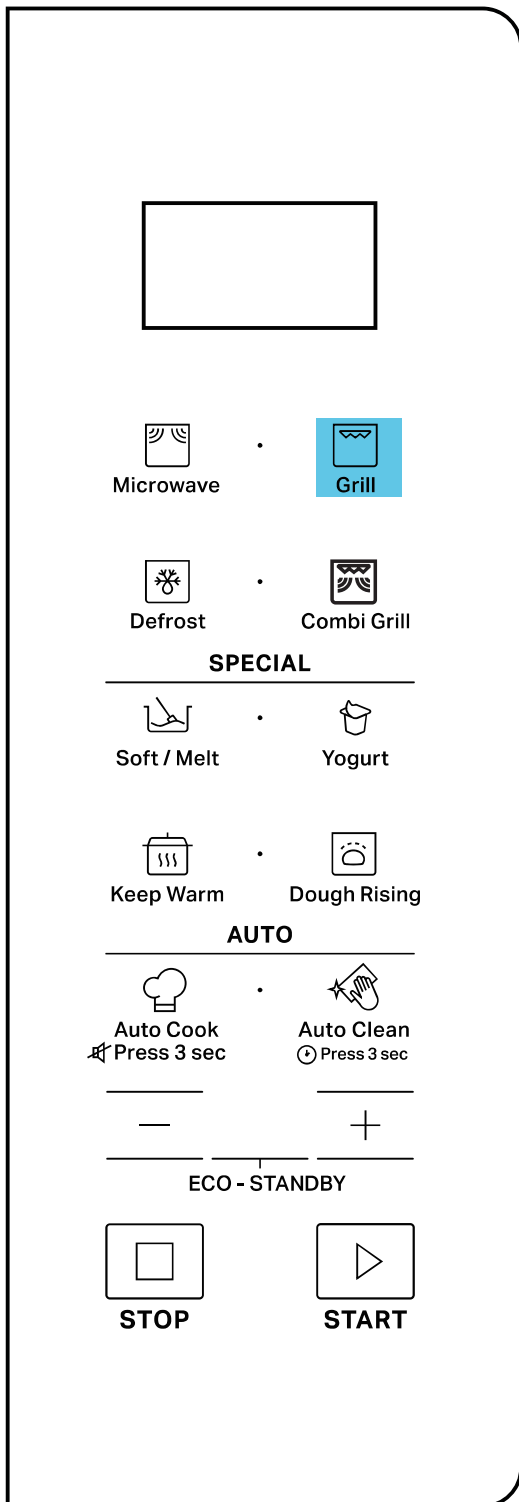 Microwave
Grill
Defrost
Combi Grill
SPECIAL
Soft / Melt
Yogurt
Keep Warm
Dough Rising
AUTO
Auto Cook
Press 3 sec
Auto Clean
Press 3 sec
ECO - STANDBY
STOP
START